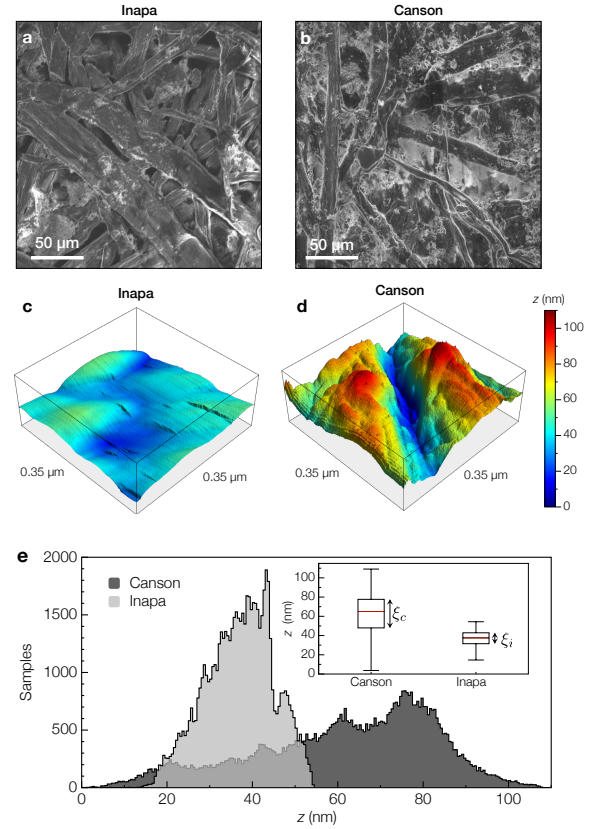 Inapa
Canson
a
b
50 µm
50 µm
c
Inapa
d
Canson
z (nm)
100
80
60
40
20
0
0.35 µm
0.35 µm
0.35 µm
0.35 µm
e
2000
1500
1000
500
0
Samples
Canson
Inapa
100
80
60
40
20
0
z (nm)
ξc
ξi
Canson
Inapa
0
20
40
60
80
100
z (nm)